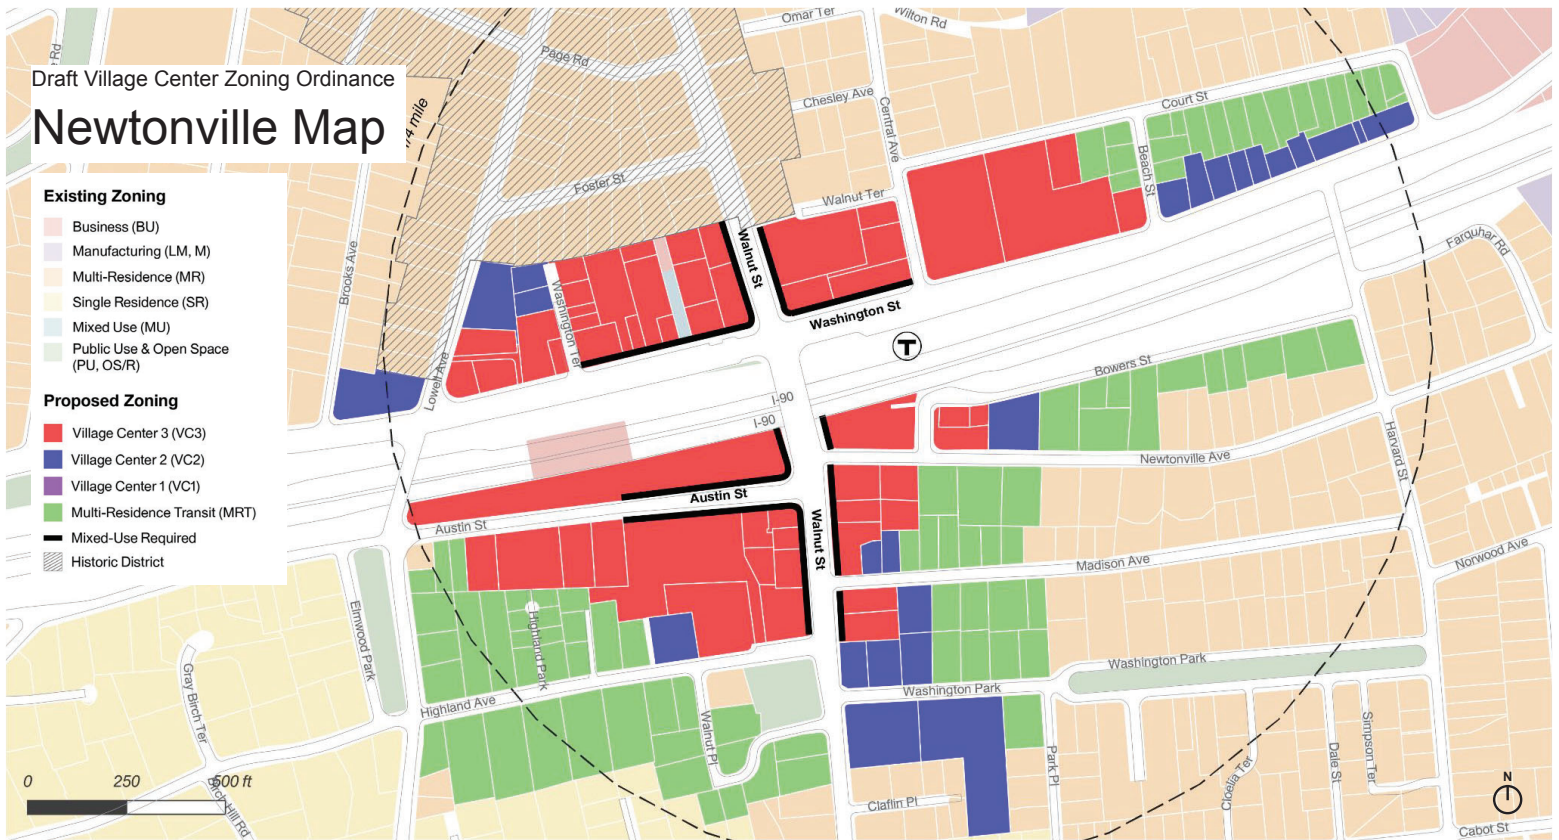 Draft Village Center Zoning Ordinance
Newtonville Map
Existing Zoning
Business (BU)
Manufacturing (LM, M)
Multi-Residence (MR)
Single Residence (SR)
Mixed Use (MU)
Public Use & Open Space
(PU, OS/R)
Proposed Zoning
Village Center 3 (VC3)
Village Center 2 (VC2)
Village Center 1 (VC1)
Multi-Residence Transit (MRT)
Mixed-Use Required
Historic District
0 250 500 ft
Rd
mile
Page Rd
Omar Ter
Wilton Rd
Chesley Ave
Central Ave
Court St
Beach St
Foster St
Walnut Ter
Walnut St
Washington St
Washington Ter
Brooks Ave
Lowell Ave
T
Farquhar Rd
Bowers St
I-90
I-90
Newtonville Ave
Harvard St
Austin St
Austin St
Walnut St
Madison Ave
Norwood Ave
Elmwood Park
Highland Park
Gray Birch Ter
Highland Ave
Washington Park
Washington Park
Walnut Pl
Park Pl
Claflin Pl
Cloelia Ter
Dale St
Simpson Ter
Birch Hill Rd
N
Cabot St